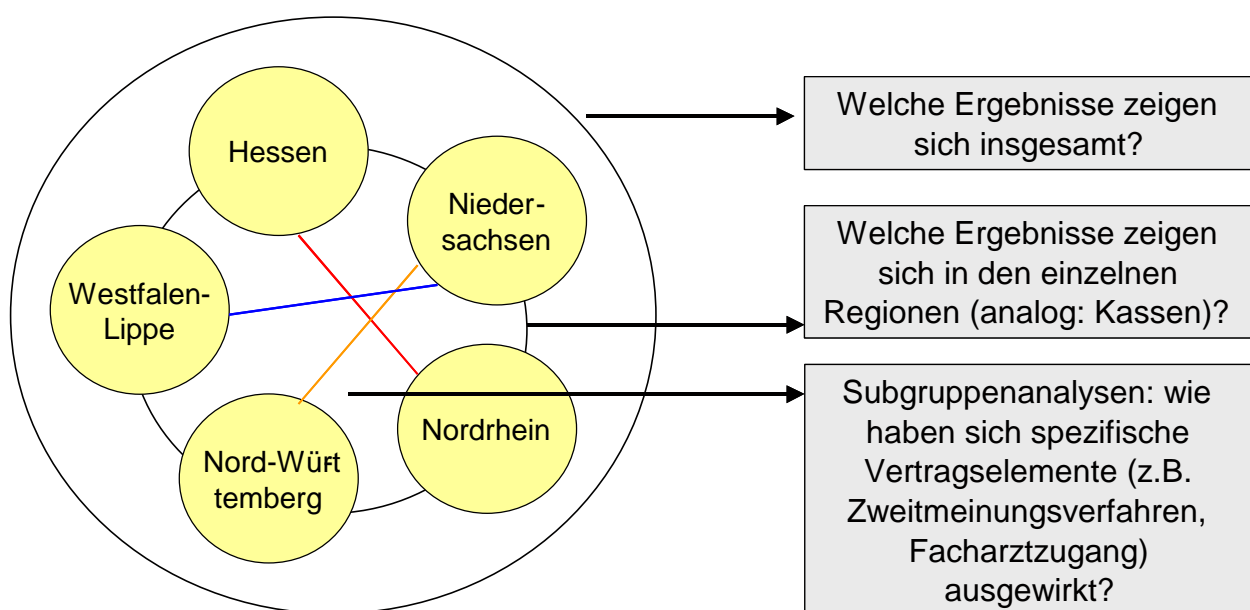 Hessen
Nieder-
sachsen
Westfalen-
Lippe
Nordrhein
Nord-Würt
temberg
Welche Ergebnisse zeigen
sich insgesamt?
Welche Ergebnisse zeigen
sich in den einzelnen
Regionen (analog: Kassen)?
Subgruppenanalysen: wie
haben sich spezifische
Vertragselemente (z.B.
Zweitmeinungsverfahren,
Facharztzugang)
ausgewirkt?